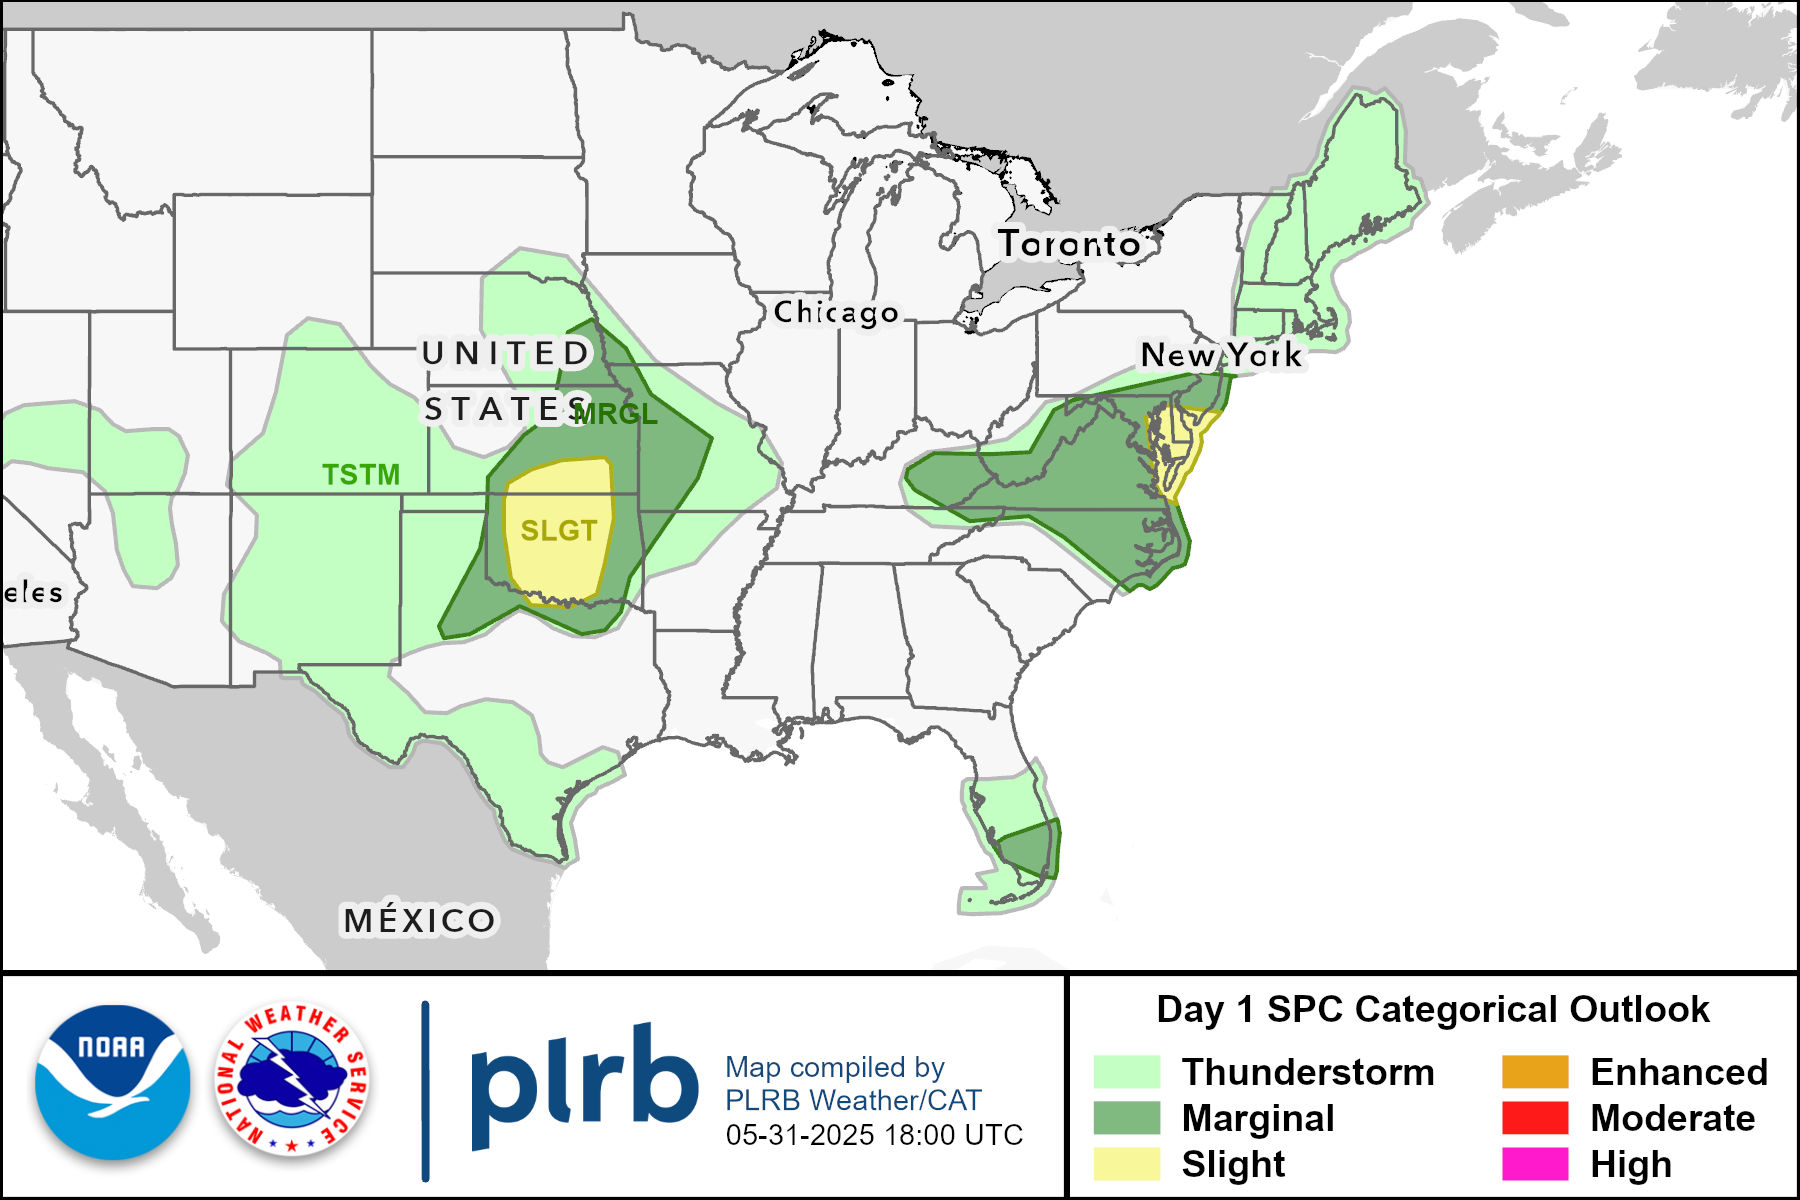 Toronto
Chicago
New York
UNITED
STATES
MRGL
TSTM
SLGT
eles
MÉXICO
NOAA
NATIONAL WEATHER SERVICE
plrb
Map compiled by
PLRB Weather/CAT
05-31-2025 18:00 UTC
Day 1 SPC Categorical Outlook
Thunderstorm
Marginal
Slight
Enhanced
Moderate
High